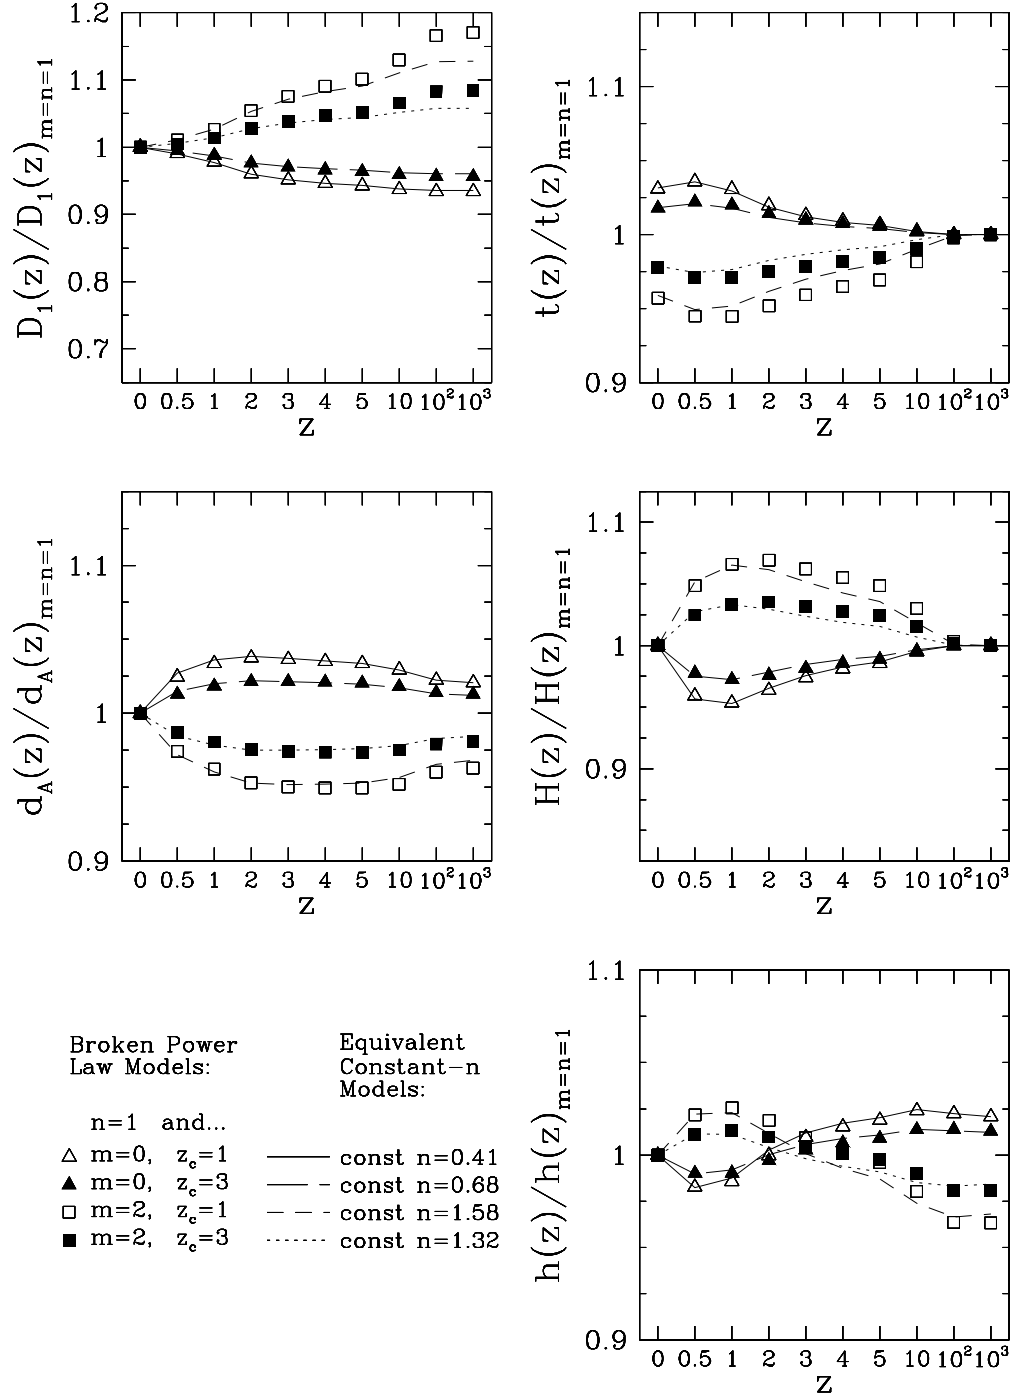 D₁(z)/D₁(z)ₘ₌ₙ₌₁
1.2
1.1
1
0.9
0.8
0.7
0 0.5 1 2 3 4 5 10 10² 10³
z
t(z)/t(z)ₘ₌ₙ₌₁
1.1
1
0.9
0 0.5 1 2 3 4 5 10 10² 10³
z
d_A(z)/d_A(z)ₘ₌ₙ₌₁
1.1
1
0.9
0 0.5 1 2 3 4 5 10 10² 10³
z
H(z)/H(z)ₘ₌ₙ₌₁
1.1
1
0.9
0 0.5 1 2 3 4 5 10 10² 10³
z
Broken Power
Law Models:
Equivalent
Constant-n
Models:
n=1 and...
m=0, z_c=1
const n=0.41
m=0, z_c=3
const n=0.68
m=2, z_c=1
const n=1.58
m=2, z_c=3
const n=1.32
h(z)/h(z)ₘ₌ₙ₌₁
1.1
1
0.9
0 0.5 1 2 3 4 5 10 10² 10³
z